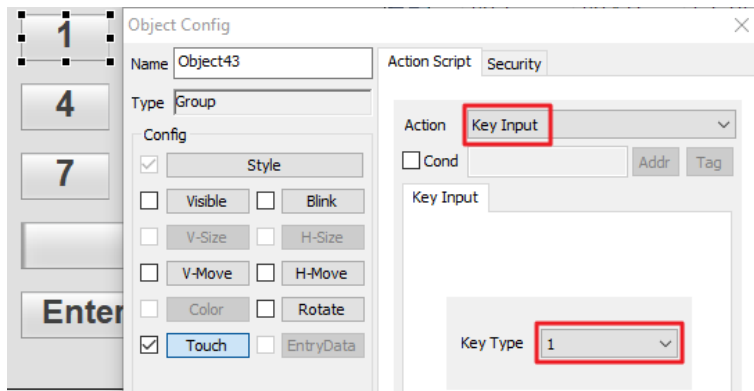 1
4
7
Enter
Object Config
Name Object43
Type Group
Config
Style
Visible Blink
V-Size H-Size
V-Move H-Move
Color Rotate
Touch EntryData
Action Script Security
Action Key Input
Cond Addr Tag
Key Input
Key Type 1